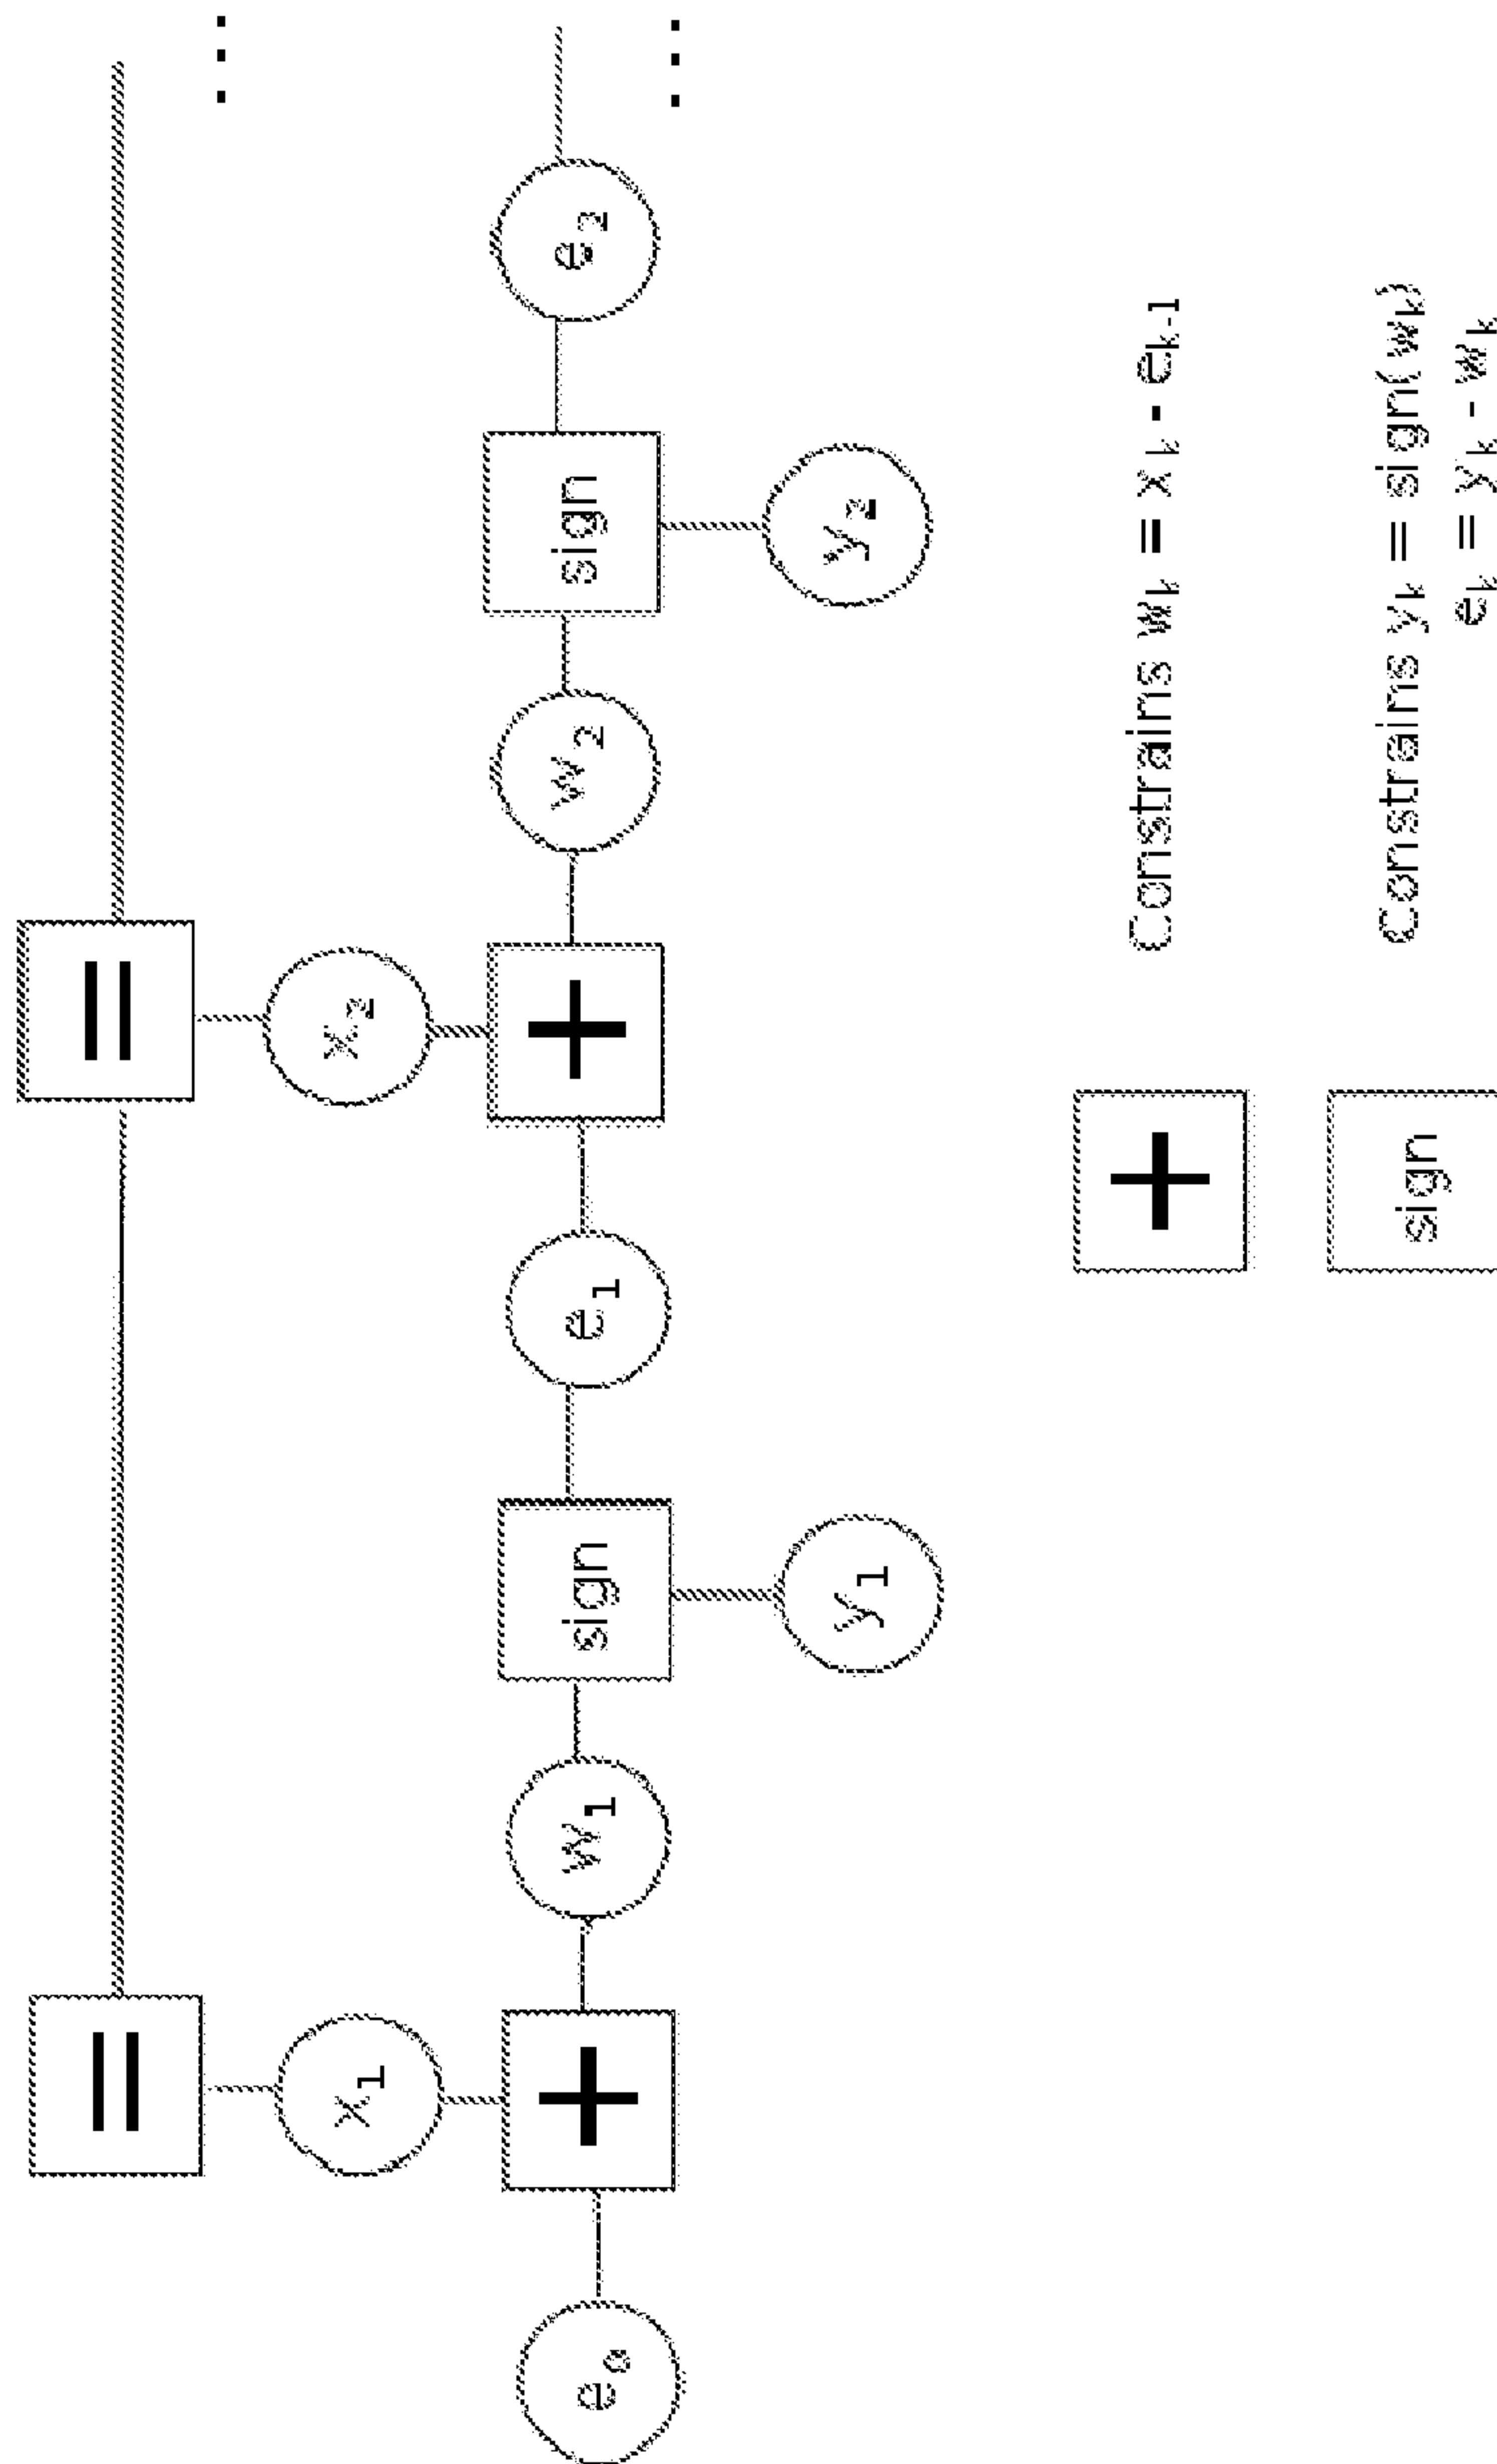 = = ...
x₁ x₂
e₀ + w₁ sign e₁ + w₂ sign e₂ ...
y₁ y₂
+ Constrains wₖ = xₖ - eₖ₋₁
sign Constrains yₖ = sign(wₖ)
eₖ = yₖ - wₖ